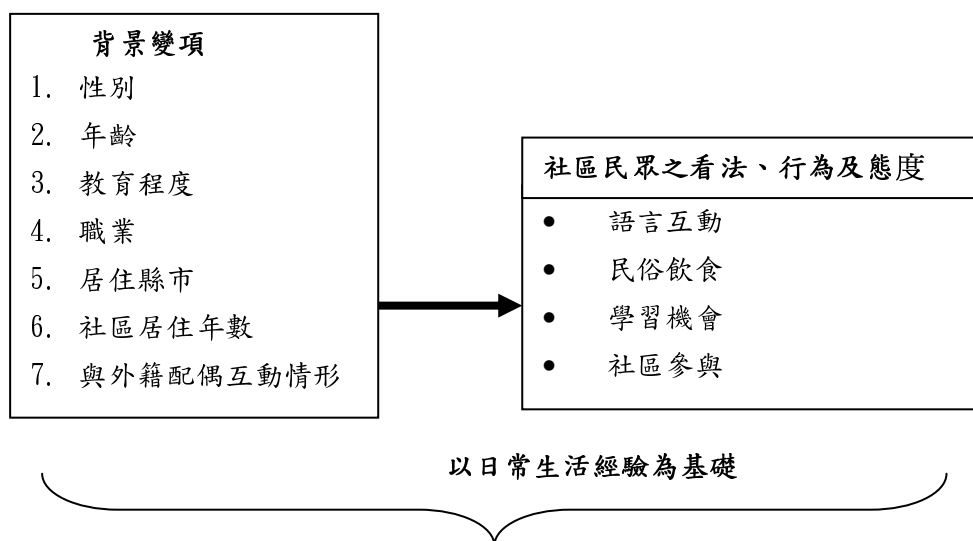 背景變項
1. 性別
2. 年齡
3. 教育程度
4. 職業
5. 居住縣市
6. 社區居住年數
7. 與外籍配偶互動情形
社區民眾之看法、行為及態度
● 語言互動
● 民俗飲食
● 學習機會
● 社區參與
以日常生活經驗為基礎